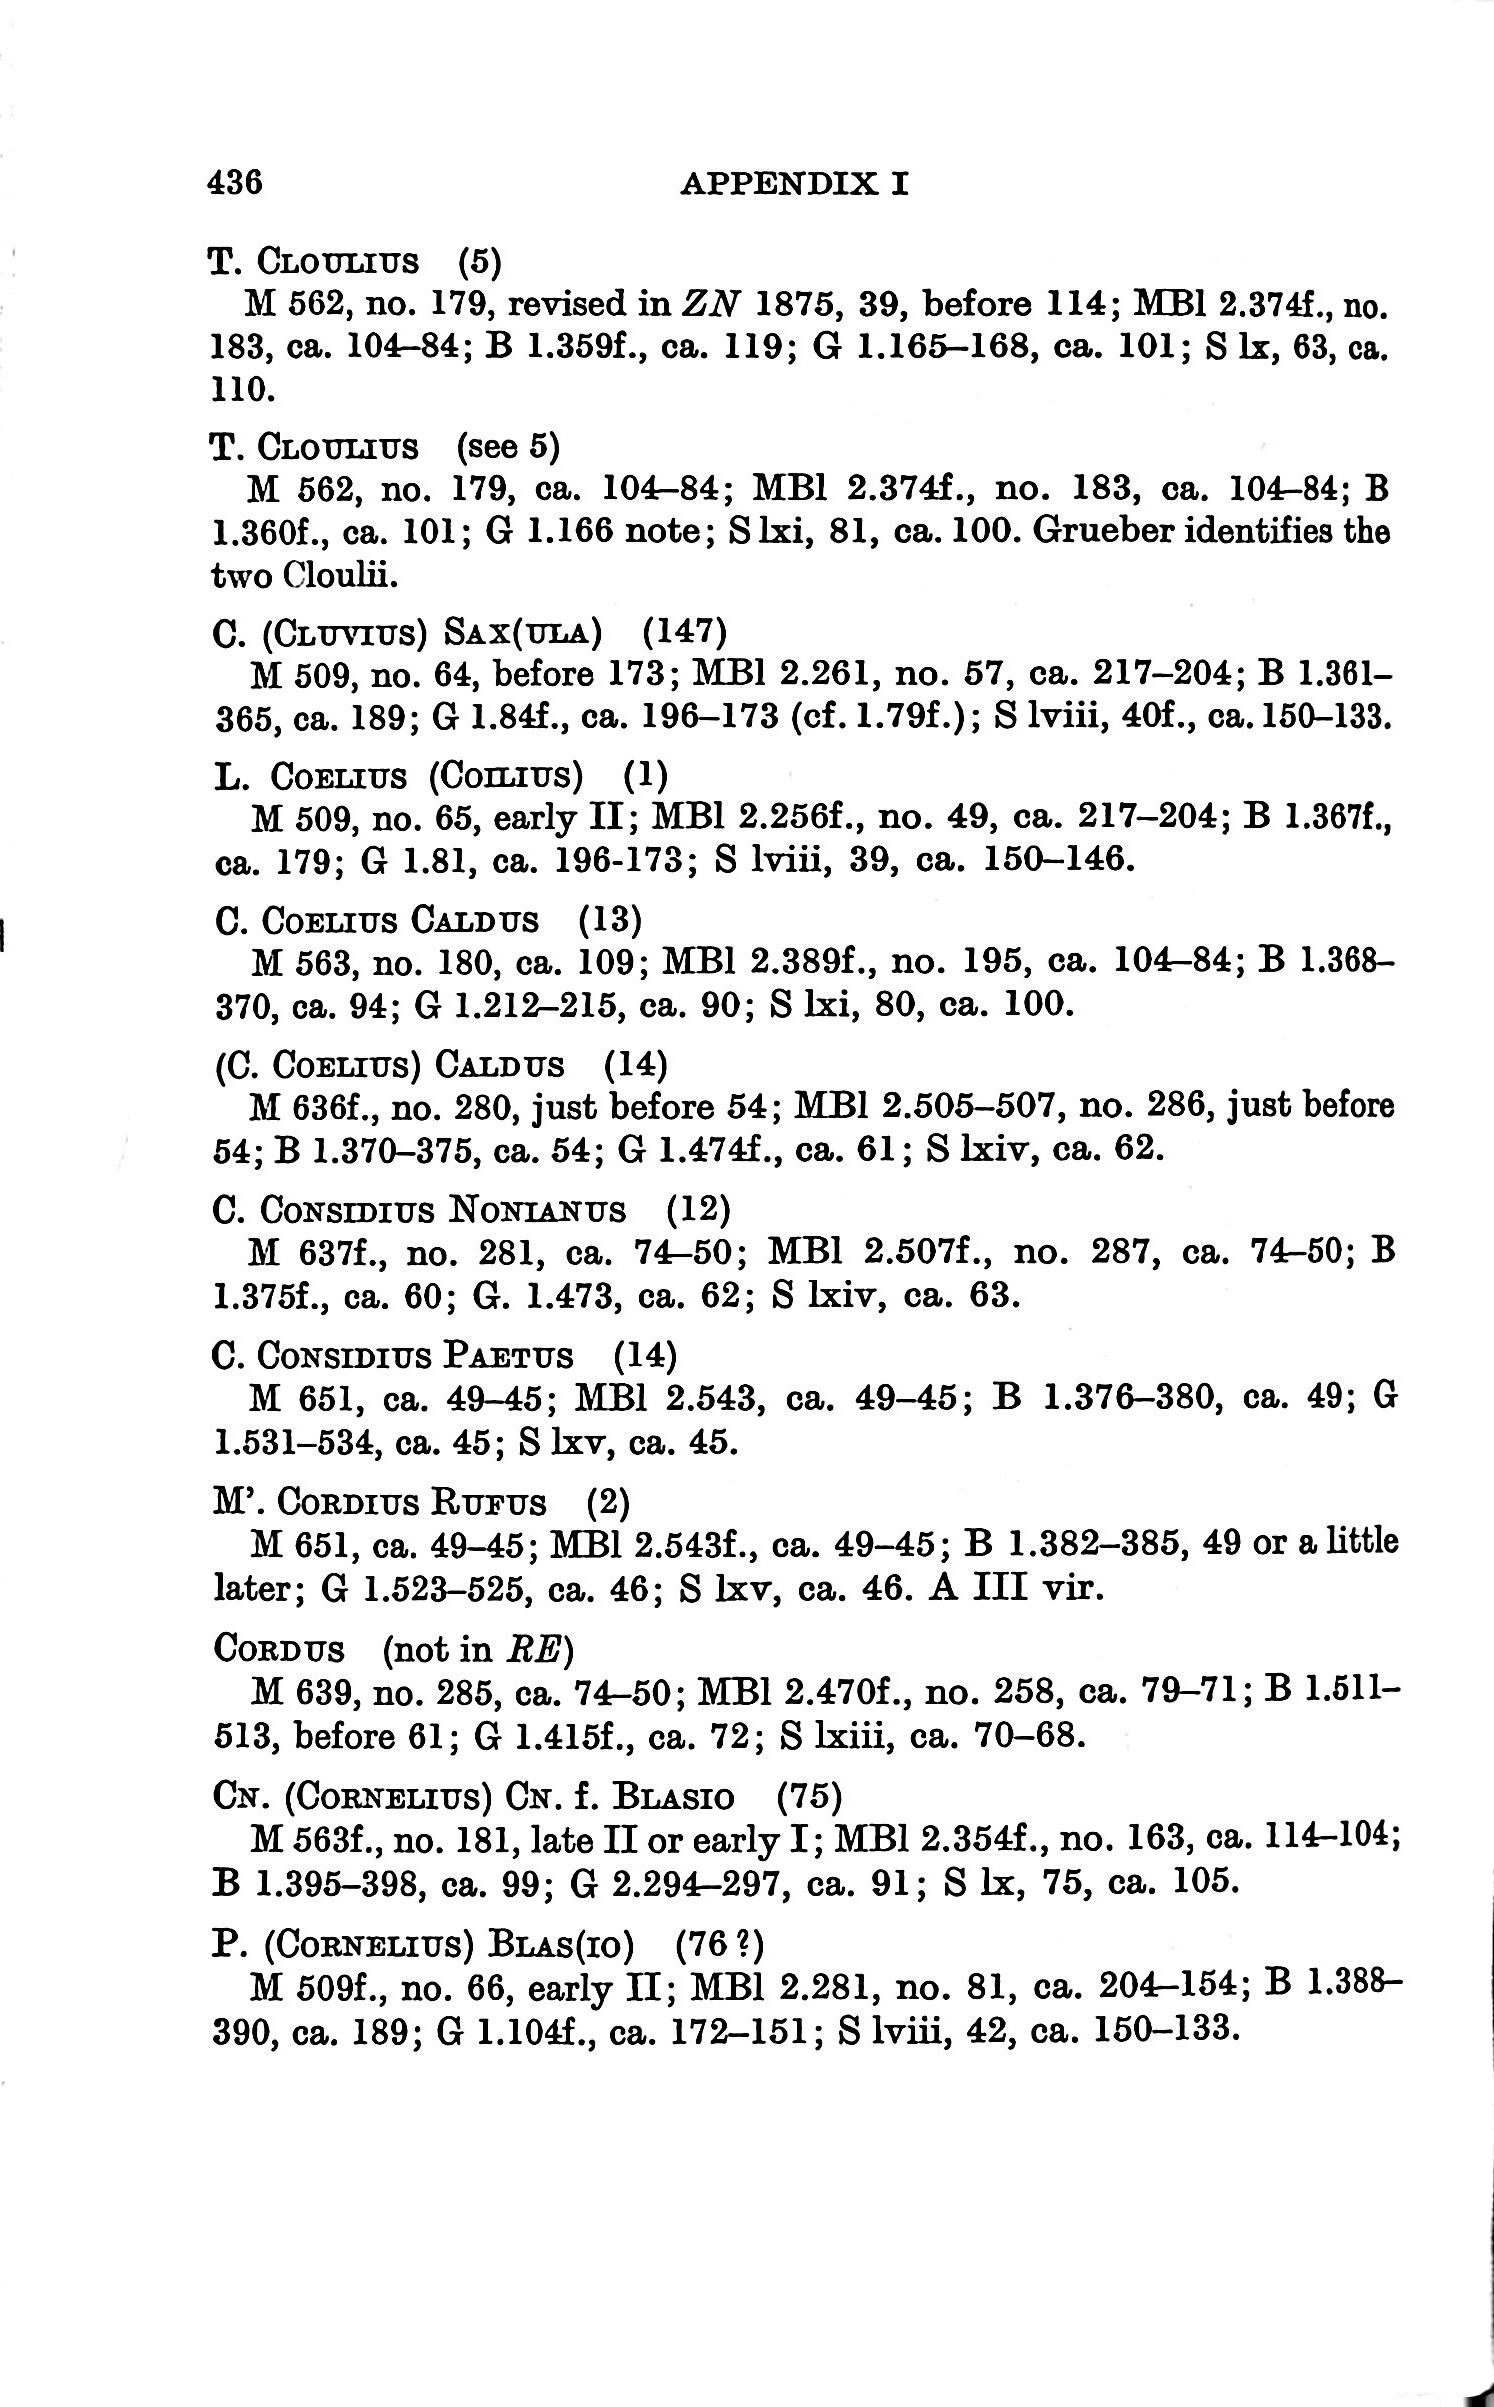 436 APPENDIX I
T. CLOULIUS (5)
M 562, no. 179, revised in ZN 1875, 39, before 114; MBl 2.374f., no.
183, ca. 104–84; B 1.359f., ca. 119; G 1.165–168, ca. 101; S lx, 63, ca.
110.
T. CLOULIUS (see 5)
M 562, no. 179, ca. 104–84; MBl 2.374f., no. 183, ca. 104–84; B
1.360f., ca. 101; G 1.166 note; S lxi, 81, ca. 100. Grueber identifies the
two Cloulii.
C. (CLUVIUS) SAX(ULA) (147)
M 509, no. 64, before 173; MBl 2.261, no. 57, ca. 217–204; B 1.361–
365, ca. 189; G 1.84f., ca. 196–173 (cf. 1.79f.); S lviii, 40f., ca. 150–133.
L. COELIUS (COILIUS) (1)
M 509, no. 65, early II; MBl 2.256f., no. 49, ca. 217–204; B 1.367f.,
ca. 179; G 1.81, ca. 196-173; S lviii, 39, ca. 150–146.
C. COELIUS CALDUS (13)
M 563, no. 180, ca. 109; MBl 2.389f., no. 195, ca. 104–84; B 1.368–
370, ca. 94; G 1.212–215, ca. 90; S lxi, 80, ca. 100.
(C. COELIUS) CALDUS (14)
M 636f., no. 280, just before 54; MBl 2.505–507, no. 286, just before
54; B 1.370–375, ca. 54; G 1.474f., ca. 61; S lxiv, ca. 62.
C. CONSIDIUS NONIANUS (12)
M 637f., no. 281, ca. 74–50; MBl 2.507f., no. 287, ca. 74–50; B
1.375f., ca. 60; G. 1.473, ca. 62; S lxiv, ca. 63.
C. CONSIDIUS PAETUS (14)
M 651, ca. 49–45; MBl 2.543, ca. 49–45; B 1.376–380, ca. 49; G
1.531–534, ca. 45; S lxv, ca. 45.
M'. CORDIUS RUFUS (2)
M 651, ca. 49–45; MBl 2.543f., ca. 49–45; B 1.382–385, 49 or a little
later; G 1.523–525, ca. 46; S lxv, ca. 46. A III vir.
CORDUS (not in RE)
M 639, no. 285, ca. 74–50; MBl 2.470f., no. 258, ca. 79–71; B 1.511–
513, before 61; G 1.415f., ca. 72; S lxiii, ca. 70–68.
CN. (CORNELIUS) CN. f. BLASIO (75)
M 563f., no. 181, late II or early I; MBl 2.354f., no. 163, ca. 114–104;
B 1.395–398, ca. 99; G 2.294–297, ca. 91; S lx, 75, ca. 105.
P. (CORNELIUS) BLAS(IO) (76 ?)
M 509f., no. 66, early II; MBl 2.281, no. 81, ca. 204–154; B 1.388–
390, ca. 189; G 1.104f., ca. 172–151; S lviii, 42, ca. 150–133.